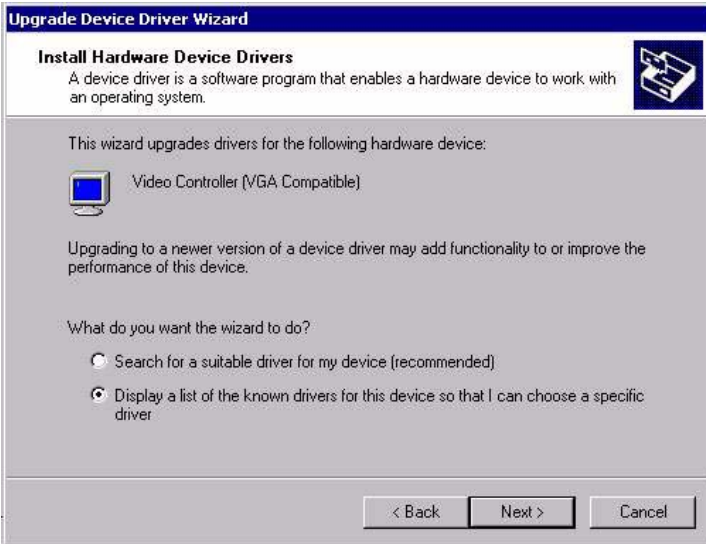 Upgrade Device Driver Wizard
Install Hardware Device Drivers
A device driver is a software program that enables a hardware device to work with
an operating system.
This wizard upgrades drivers for the following hardware device:
Video Controller (VGA Compatible)
Upgrading to a newer version of a device driver may add functionality to or improve the
performance of this device.
What do you want the wizard to do?
Search for a suitable driver for my device (recommended)
Display a list of the known drivers for this device so that I can choose a specific
driver
< Back
Next >
Cancel